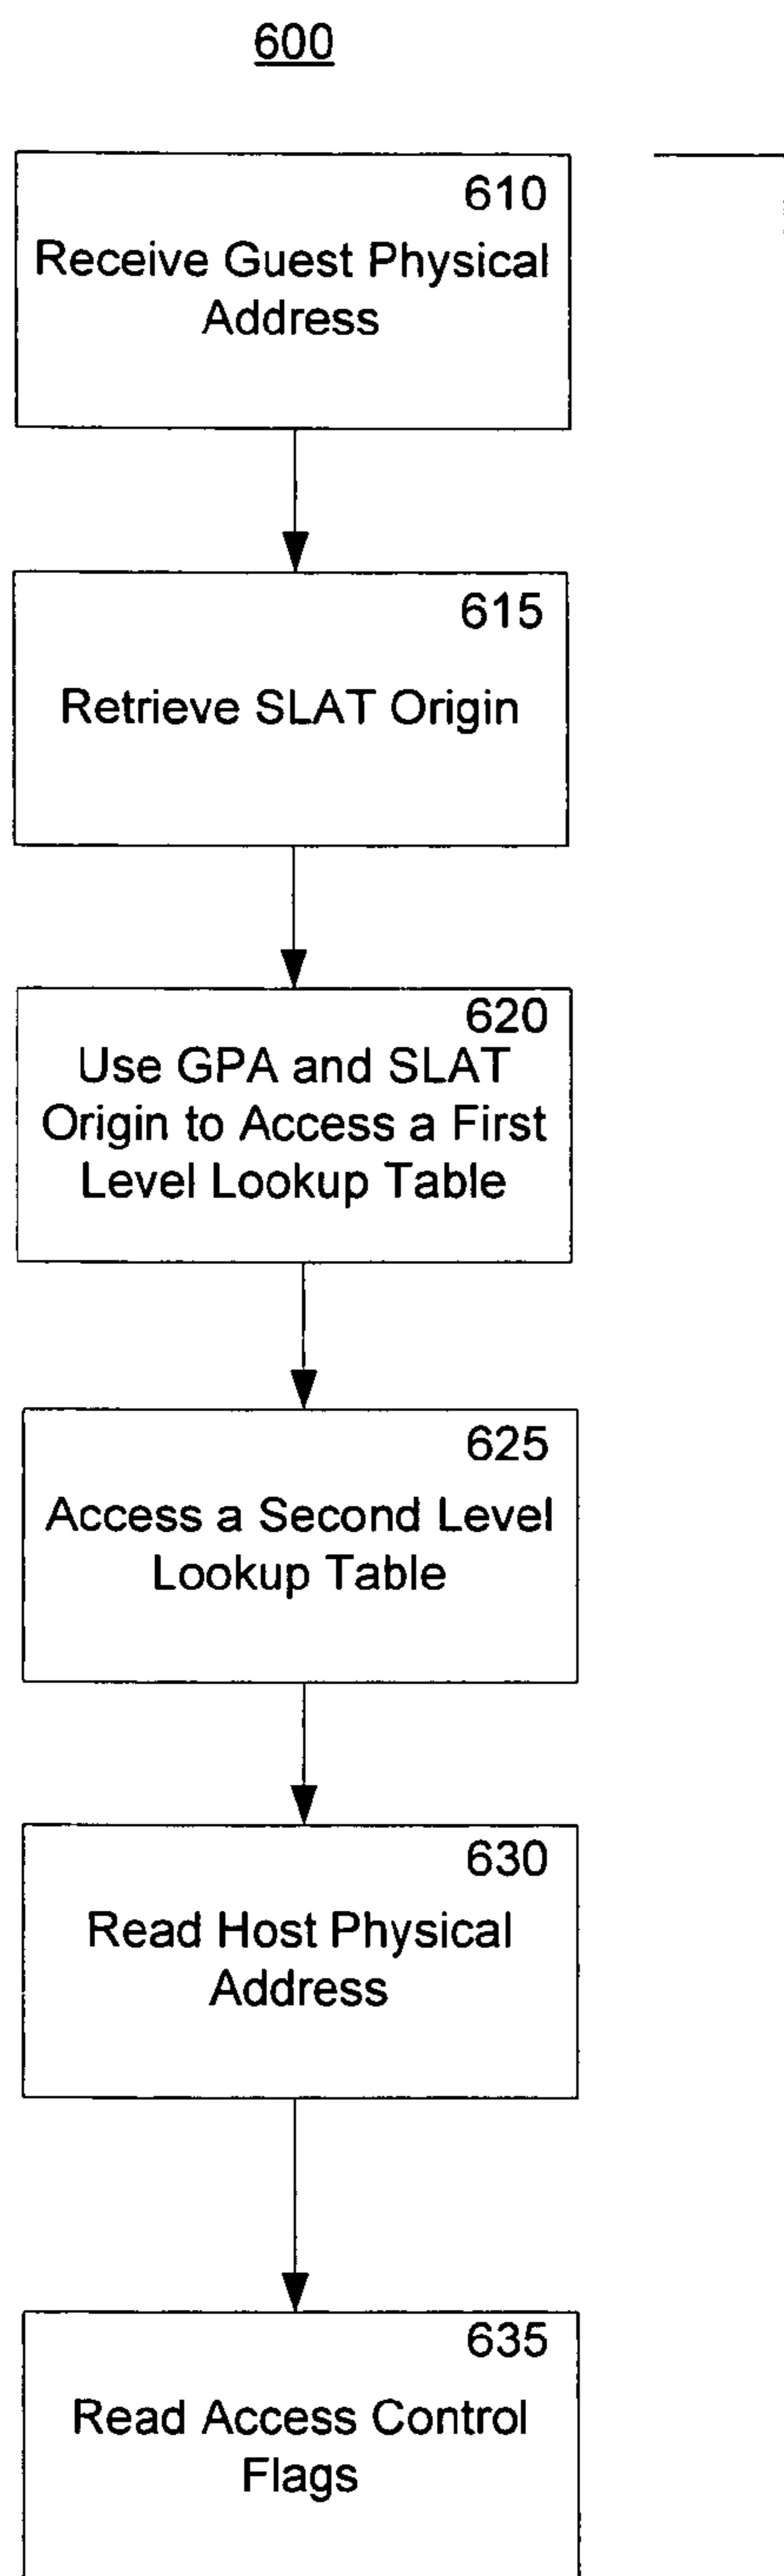 600
610
Receive Guest Physical
Address
615
Retrieve SLAT Origin
620
Use GPA and SLAT
Origin to Access a First
Level Lookup Table
625
Access a Second Level
Lookup Table
630
Read Host Physical
Address
635
Read Access Control
Flags